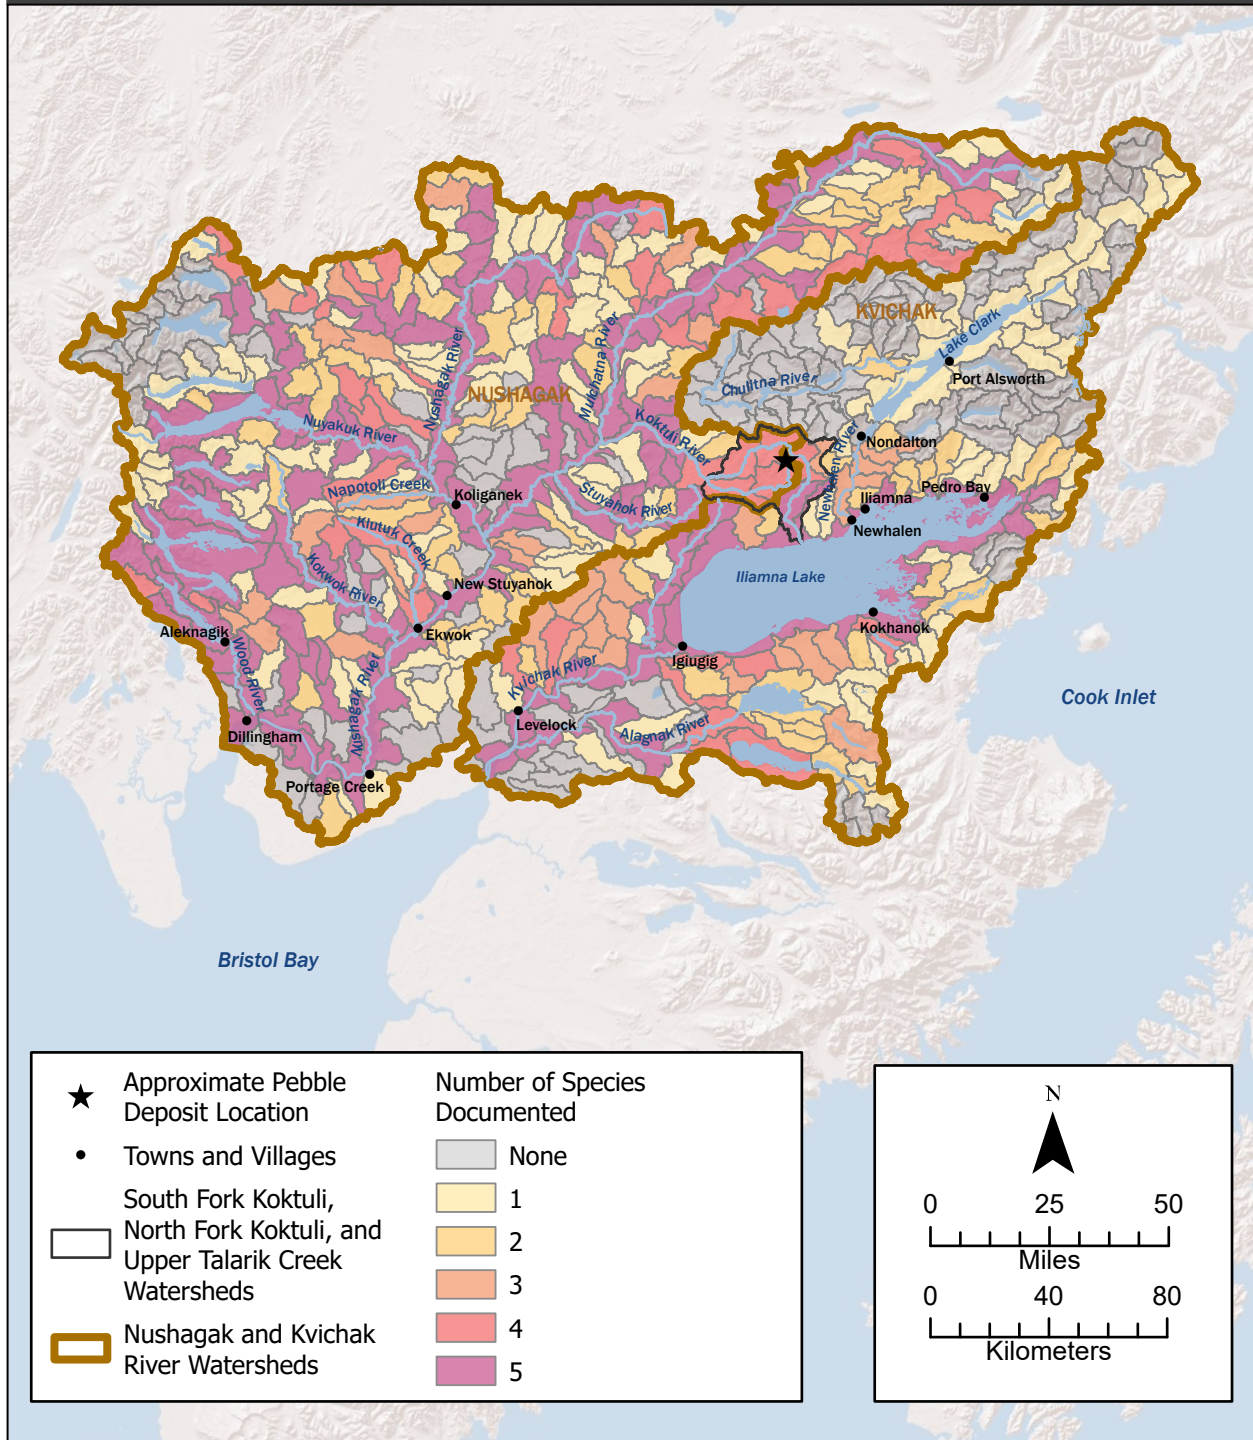 KVICHAK
Lake Clark
Port Alsworth
Chulitna River
Mulchatna River
Nushagak River
NUSHAGAK
Nuyakuk River
Koktuli River
Nondalton
Newhalen River
Napotoli Creek
Koliganek
Stuyahok River
Pedro Bay
Iliamna
Newhalen
Klutuk Creek
Kokwok River
New Stuyahok
Iliamna Lake
Ekwok
Aleknagik
Wood River
Kokhanok
Igiugig
Kvichak River
Nushagak River
Levelock
Alagnak River
Dillingham
Portage Creek
Cook Inlet
Bristol Bay
Approximate Pebble
Deposit Location
Towns and Villages
South Fork Koktuli,
North Fork Koktuli, and
Upper Talarik Creek
Watersheds
Nushagak and Kvichak
River Watersheds
Number of Species
Documented
None
1
2
3
4
5
N
0 25 50
Miles
0 40 80
Kilometers